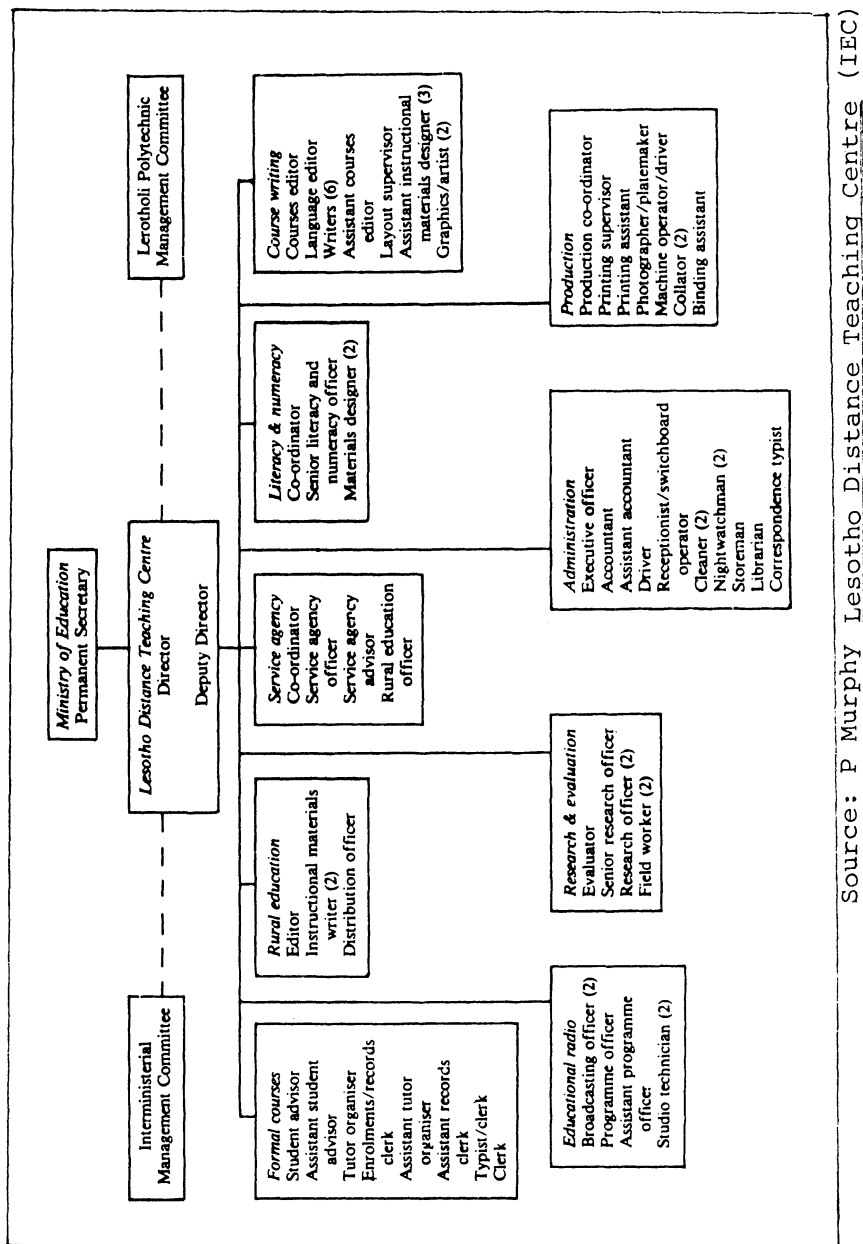 Ministry of Education
Permanent Secretary
Interministerial
Management Committee
Lesotho Distance Teaching Centre
Director
Deputy Director
Lerotholi Polytechnic
Management Committee
Formal courses
Student advisor
Assistant student
advisor
Tutor organiser
Enrolments/records
clerk
Assistant tutor
organiser
Assistant records
clerk
Typist/clerk
Clerk
Rural education
Editor
Instructional materials
writer (2)
Distribution officer
Service agency
Co-ordinator
Service agency
officer
Service agency
advisor
Rural education
officer
Literacy & numeracy
Co-ordinator
Senior literacy and
numeracy officer
Materials designer (2)
Course writing
Courses editor
Language editor
Writers (6)
Assistant courses
editor
Layout supervisor
Assistant instructional
materials designer (3)
Graphics/artist (2)
Educational radio
Broadcasting officer (2)
Programme officer
Assistant programme
officer
Studio technician (2)
Research & evaluation
Evaluator
Senior research officer
Research officer (2)
Field worker (2)
Administration
Executive officer
Accountant
Assistant accountant
Driver
Receptionist/switchboard
operator
Cleaner (2)
Nightwatchman (2)
Storeman
Librarian
Correspondence typist
Production
Production co-ordinator
Printing supervisor
Printing assistant
Photographer/platemaker
Machine operator/driver
Collator (2)
Binding assistant
Source: P Murphy Lesotho Distance Teaching Centre (IEC)